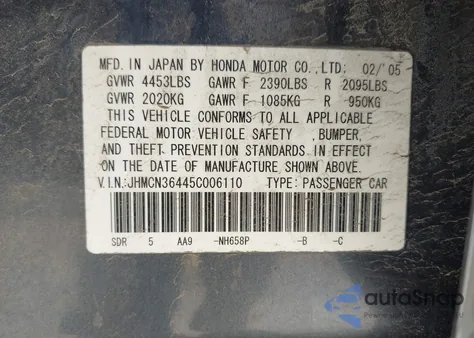 MFD. IN JAPAN BY HONDA MOTOR CO.,LTD: 02/'05
GVWR 4453LBS GAWR F 2390LBS R 2095LBS
GVWR 2020KG GAWR F 1085KG R 950KG
THIS VEHICLE CONFORMS TO ALL APPLICABLE
FEDERAL MOTOR VEHICLE SAFETY ,BUMPER,
AND THEFT PREVENTION STANDARDS IN EFFECT
ON THE DATE OF MANUFACTURE SHOWN ABOVE.
V.I.N.:JHMCN36445C006110 TYPE: PASSENGER CAR
SDR 5 AA9 -NH658P -B -C
autoSnap